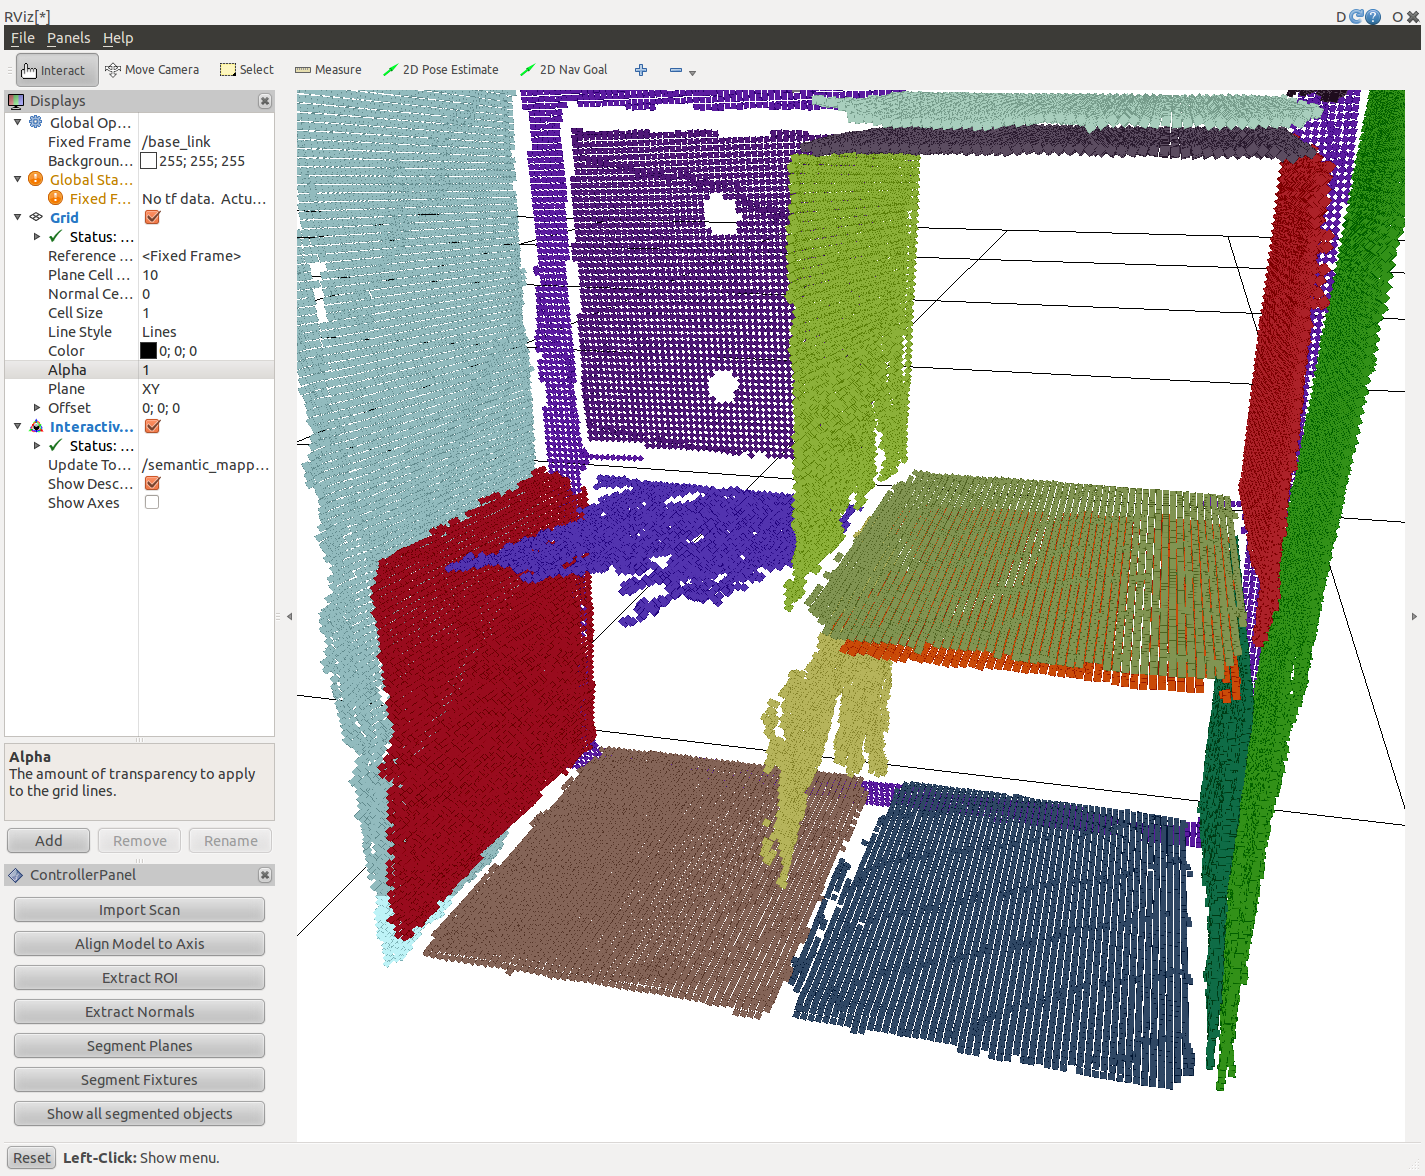 RViz[*]
D ? O
File Panels Help
Interact Move Camera Select Measure 2D Pose Estimate 2D Nav Goal
Displays
Global Op...
Fixed Frame /base_link
Backgroun... 255; 255; 255
Global Sta...
Fixed F... No tf data. Actu...
Grid
Status: ...
Reference ... <Fixed Frame>
Plane Cell ... 10
Normal Ce... 0
Cell Size 1
Line Style Lines
Color 0; 0; 0
Alpha 1
Plane XY
Offset 0; 0; 0
Interactiv...
Status: ...
Update To... /semantic_mapp...
Show Desc...
Show Axes
Alpha
The amount of transparency to apply
to the grid lines.
Add Remove Rename
ControllerPanel
Import Scan
Align Model to Axis
Extract ROI
Extract Normals
Segment Planes
Segment Fixtures
Show all segmented objects
Reset Left-Click: Show menu.